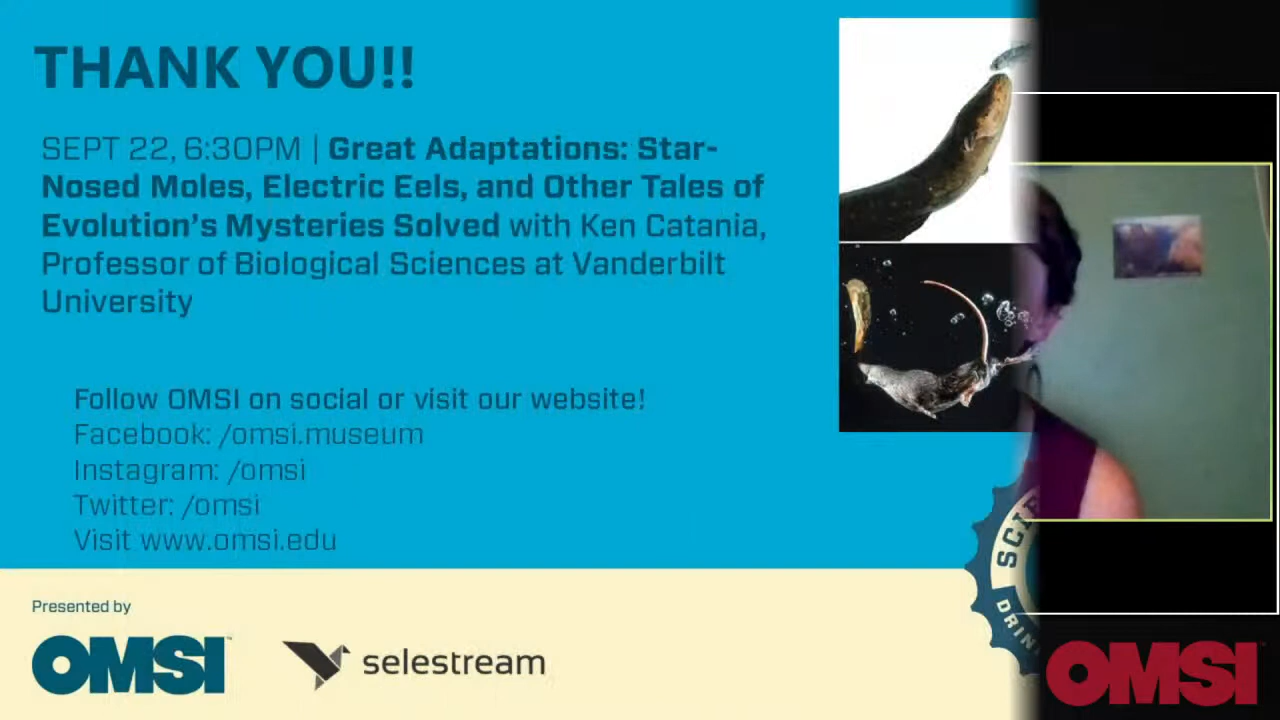 THANK YOU!!
SEPT 22, 6:30PM | Great Adaptations: Star-
Nosed Moles, Electric Eels, and Other Tales of
Evolution's Mysteries Solved with Ken Catania,
Professor of Biological Sciences at Vanderbilt
University
Follow OMSI on social or visit our website!
Facebook: /omsi.museum
Instagram: /omsi
Twitter: /omsi
Visit www.omsi.edu
Presented by
OMSI™
selestream
OMSI